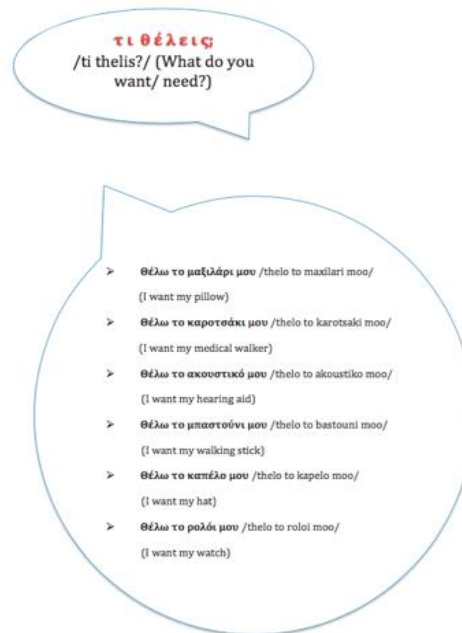 τι θέλεις;
/ti thelis?/ (What do you
want/ need?)
➢ Θέλω το μαξιλάρι μου /thelo to maxilari moo/
(I want my pillow)
➢ Θέλω το καροτσάκι μου /thelo to karotsaki moo/
(I want my medical walker)
➢ Θέλω το ακουστικό μου /thelo to akoustiko moo/
(I want my hearing aid)
➢ Θέλω το μπαστούνι μου /thelo to bastouni moo/
(I want my walking stick)
➢ Θέλω το καπέλο μου /thelo to kapelo moo/
(I want my hat)
➢ Θέλω το ρολόι μου /thelo to roloi moo/
(I want my watch)